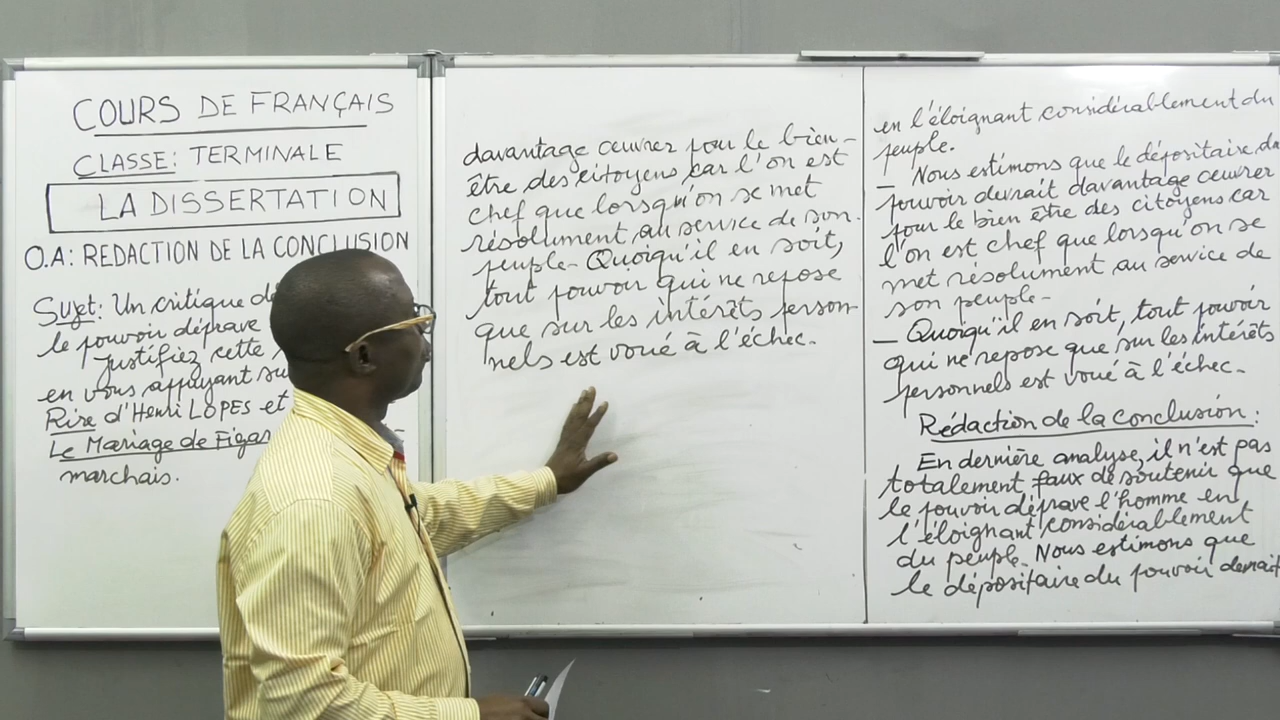 COURS DE FRANÇAIS
CLASSE: TERMINALE
LA DISSERTATION
O.A: REDACTION DE LA CONCLUSION
Sujet: Un critique
le pouvoir déprave
Justifiez cette
en vous appuyant
Rire d'Henri LOPES et
Le Mariage de
marchais.
davantage œuvrer pour le bien-
être des citoyens car l'on est
chef que lorsqu'on se met
résolument au service de son
peuple. Quoiqu'il en soit,
tout pouvoir qui ne repose
que sur les intérêts person
nels est voué à l'échec.
en l'éloignant considérablement du
peuple.
- Nous estimons que le dépositaire du
pouvoir devrait davantage œuvrer
pour le bien être des citoyens car
l'on est chef que lorsqu'on se
met résolument au service de
son peuple-
- Quoiqu'il en soit, tout pouvoir
qui ne repose que sur les intérêts
personnels est voué à l'échec-
Rédaction de la conclusion:
En dernière analyse, il n'est pas
totalement faux de soutenir que
le pouvoir déprave l'homme en
l'éloignant considérablement
du peuple. Nous estimons que
le dépositaire du pouvoir devrait